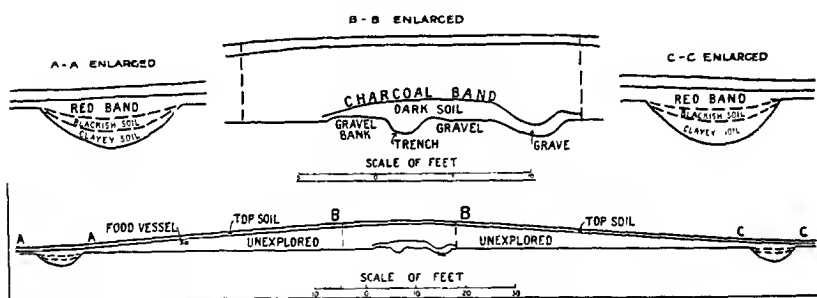 B-B ENLARGED
A-A ENLARGED
C-C ENLARGED
CHARCOAL BAND
RED BAND
DARK SOIL
RED BAND
BLACKISH SOIL
BLACKISH SOIL
CLAYEY SOIL
GRAVEL BANK
GRAVEL
CLAYEY SOIL
TRENCH
GRAVE
SCALE OF FEET
5 0
A A FOOD VESSEL TOP SOIL B B TOP SOIL C C
UNEXPLORED UNEXPLORED
SCALE OF FEET
10 0 10 20 30